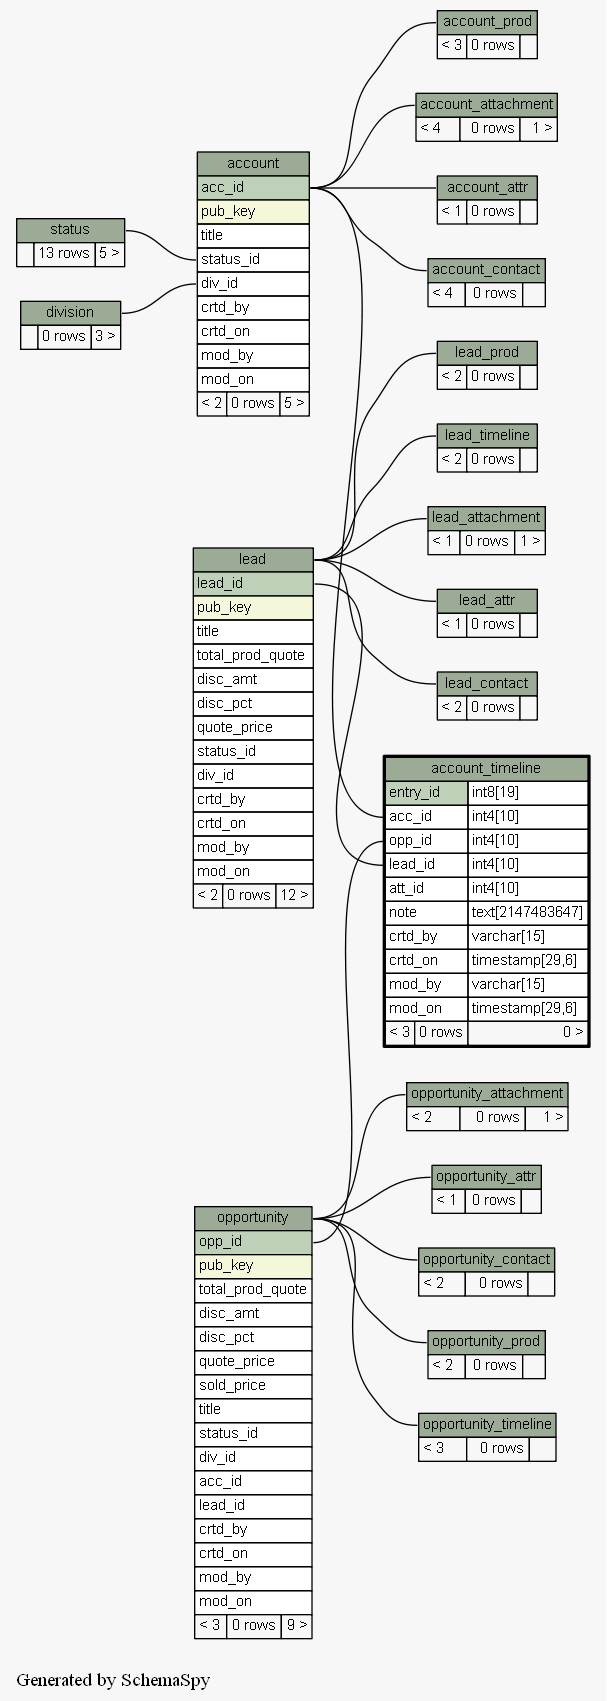 account_prod
< 3 0 rows
account_attachment
< 4 0 rows 1 >
account_attr
< 1 0 rows
account_contact
< 4 0 rows
account
acc_id
pub_key
title
status_id
div_id
crtd_by
crtd_on
mod_by
mod_on
< 2 0 rows 5 >
status
13 rows 5 >
division
0 rows 3 >
lead_prod
< 2 0 rows
lead_timeline
< 2 0 rows
lead_attachment
< 1 0 rows 1 >
lead_attr
< 1 0 rows
lead_contact
< 2 0 rows
lead
lead_id
pub_key
title
total_prod_quote
disc_amt
disc_pct
quote_price
status_id
div_id
crtd_by
crtd_on
mod_by
mod_on
< 2 0 rows 12 >
account_timeline
entry_id int8[19]
acc_id int4[10]
opp_id int4[10]
lead_id int4[10]
att_id int4[10]
note text[2147483647]
crtd_by varchar[15]
crtd_on timestamp[29,6]
mod_by varchar[15]
mod_on timestamp[29,6]
< 3 0 rows 0 >
opportunity_attachment
< 2 0 rows 1 >
opportunity_attr
< 1 0 rows
opportunity_contact
< 2 0 rows
opportunity_prod
< 2 0 rows
opportunity_timeline
< 3 0 rows
opportunity
opp_id
pub_key
total_prod_quote
disc_amt
disc_pct
quote_price
sold_price
title
status_id
div_id
acc_id
lead_id
crtd_by
crtd_on
mod_by
mod_on
< 3 0 rows 9 >
Generated by SchemaSpy